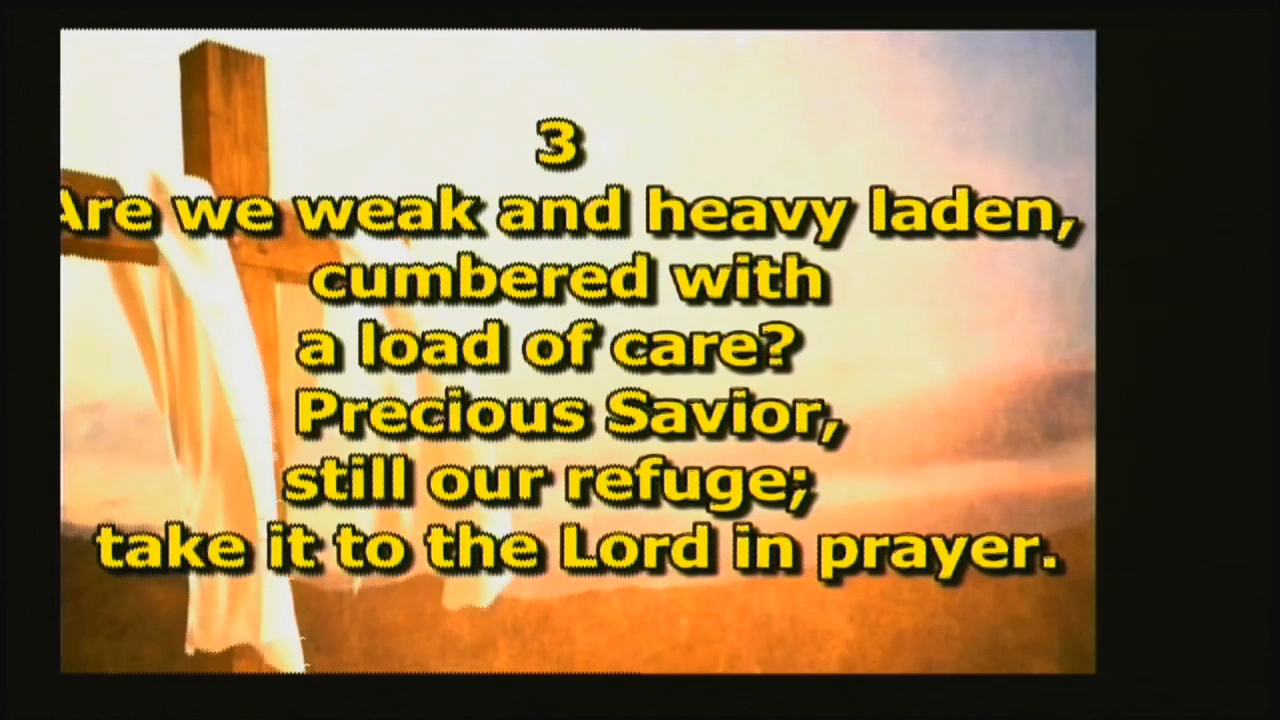 3
Are we weak and heavy laden,
cumbered with
a load of care?
Precious Savior,
still our refuge;
take it to the Lord in prayer.